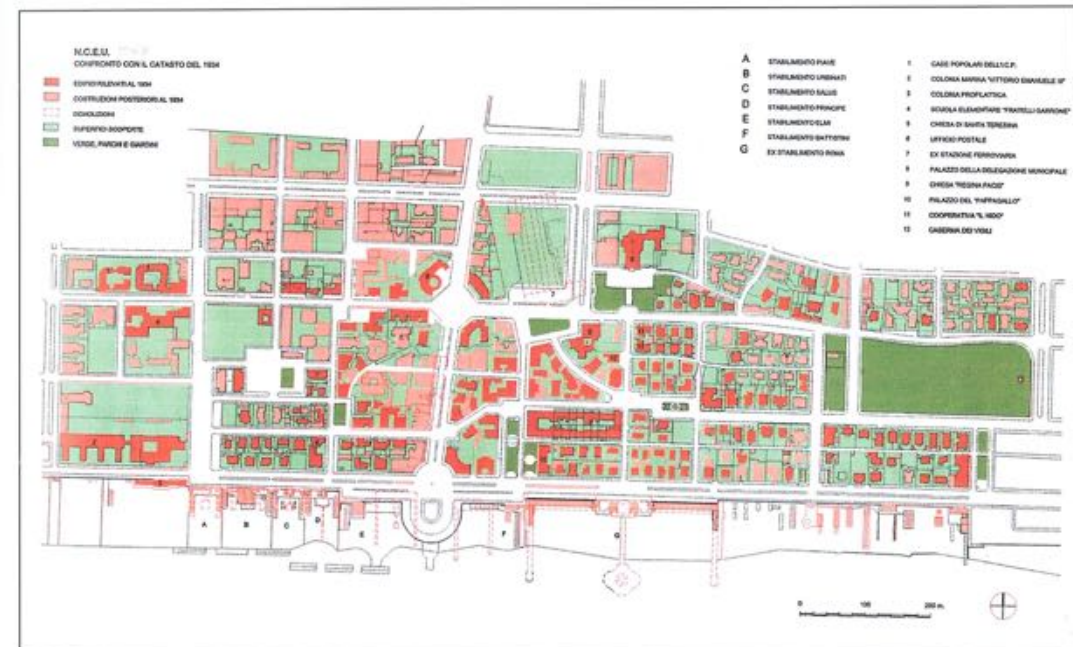 N.C.E.U.
CONFRONTO CON IL CATASTO DEL 1934
EDIFICI RILEVATI AL 1934
COSTRUZIONI POSTERIORI AL 1934
DEMOLIZIONI
SUPERFICI SCOPERTE
VERDE, PARCHI E GIARDINI
A STABILIMENTO PIAVE
B STABILIMENTO URBINATI
C STABILIMENTO SALUS
D STABILIMENTO PRINCIPE
E STABILIMENTO ELMI
F STABILIMENTO BATTISTINI
G EX STABILIMENTO ROMA
1 CASE POPOLARI DELL'I.C.P.
2 COLONIA MARINA "VITTORIO EMANUELE III"
3 COLONIA PROFILATTICA
4 SCUOLA ELEMENTARE "FRATELLI GARRONE"
5 CHIESA DI SANTA TERESINA
6 UFFICIO POSTALE
7 EX STAZIONE FERROVIARIA
8 PALAZZO DELLA DELEGAZIONE MUNICIPALE
9 CHIESA "REGINA PACIS"
10 PALAZZO DEL "PAPPAGALLO"
11 COOPERATIVA "IL NIDO"
12 CASERMA DEI VIGILI
A
B
C
D
E
F
G
0 100 200 m.